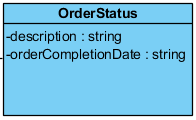 OrderStatus
-description : string
-orderCompletionDate : string